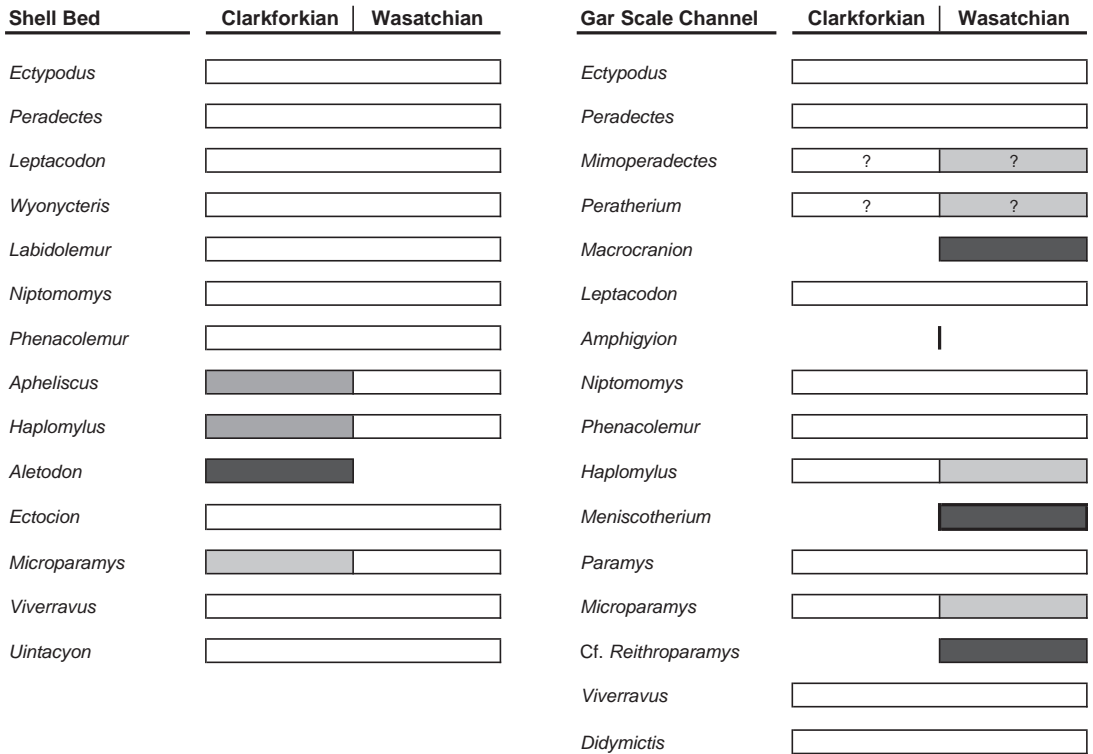 Shell Bed Clarkforkian Wasatchian
Ectypodus
Peradectes
Leptacodon
Wyonycteris
Labidolemur
Niptomomys
Phenacolemur
Apheliscus
Haplomylus
Aletodon
Ectocion
Microparamys
Viverravus
Uintacyon
Gar Scale Channel Clarkforkian Wasatchian
Ectypodus
Peradectes
Mimoperadectes ? ?
Peratherium ? ?
Macrocranion
Leptacodon
Amphigyion
Niptomomys
Phenacolemur
Haplomylus
Meniscotherium
Paramys
Microparamys
Cf. Reithroparamys
Viverravus
Didymictis